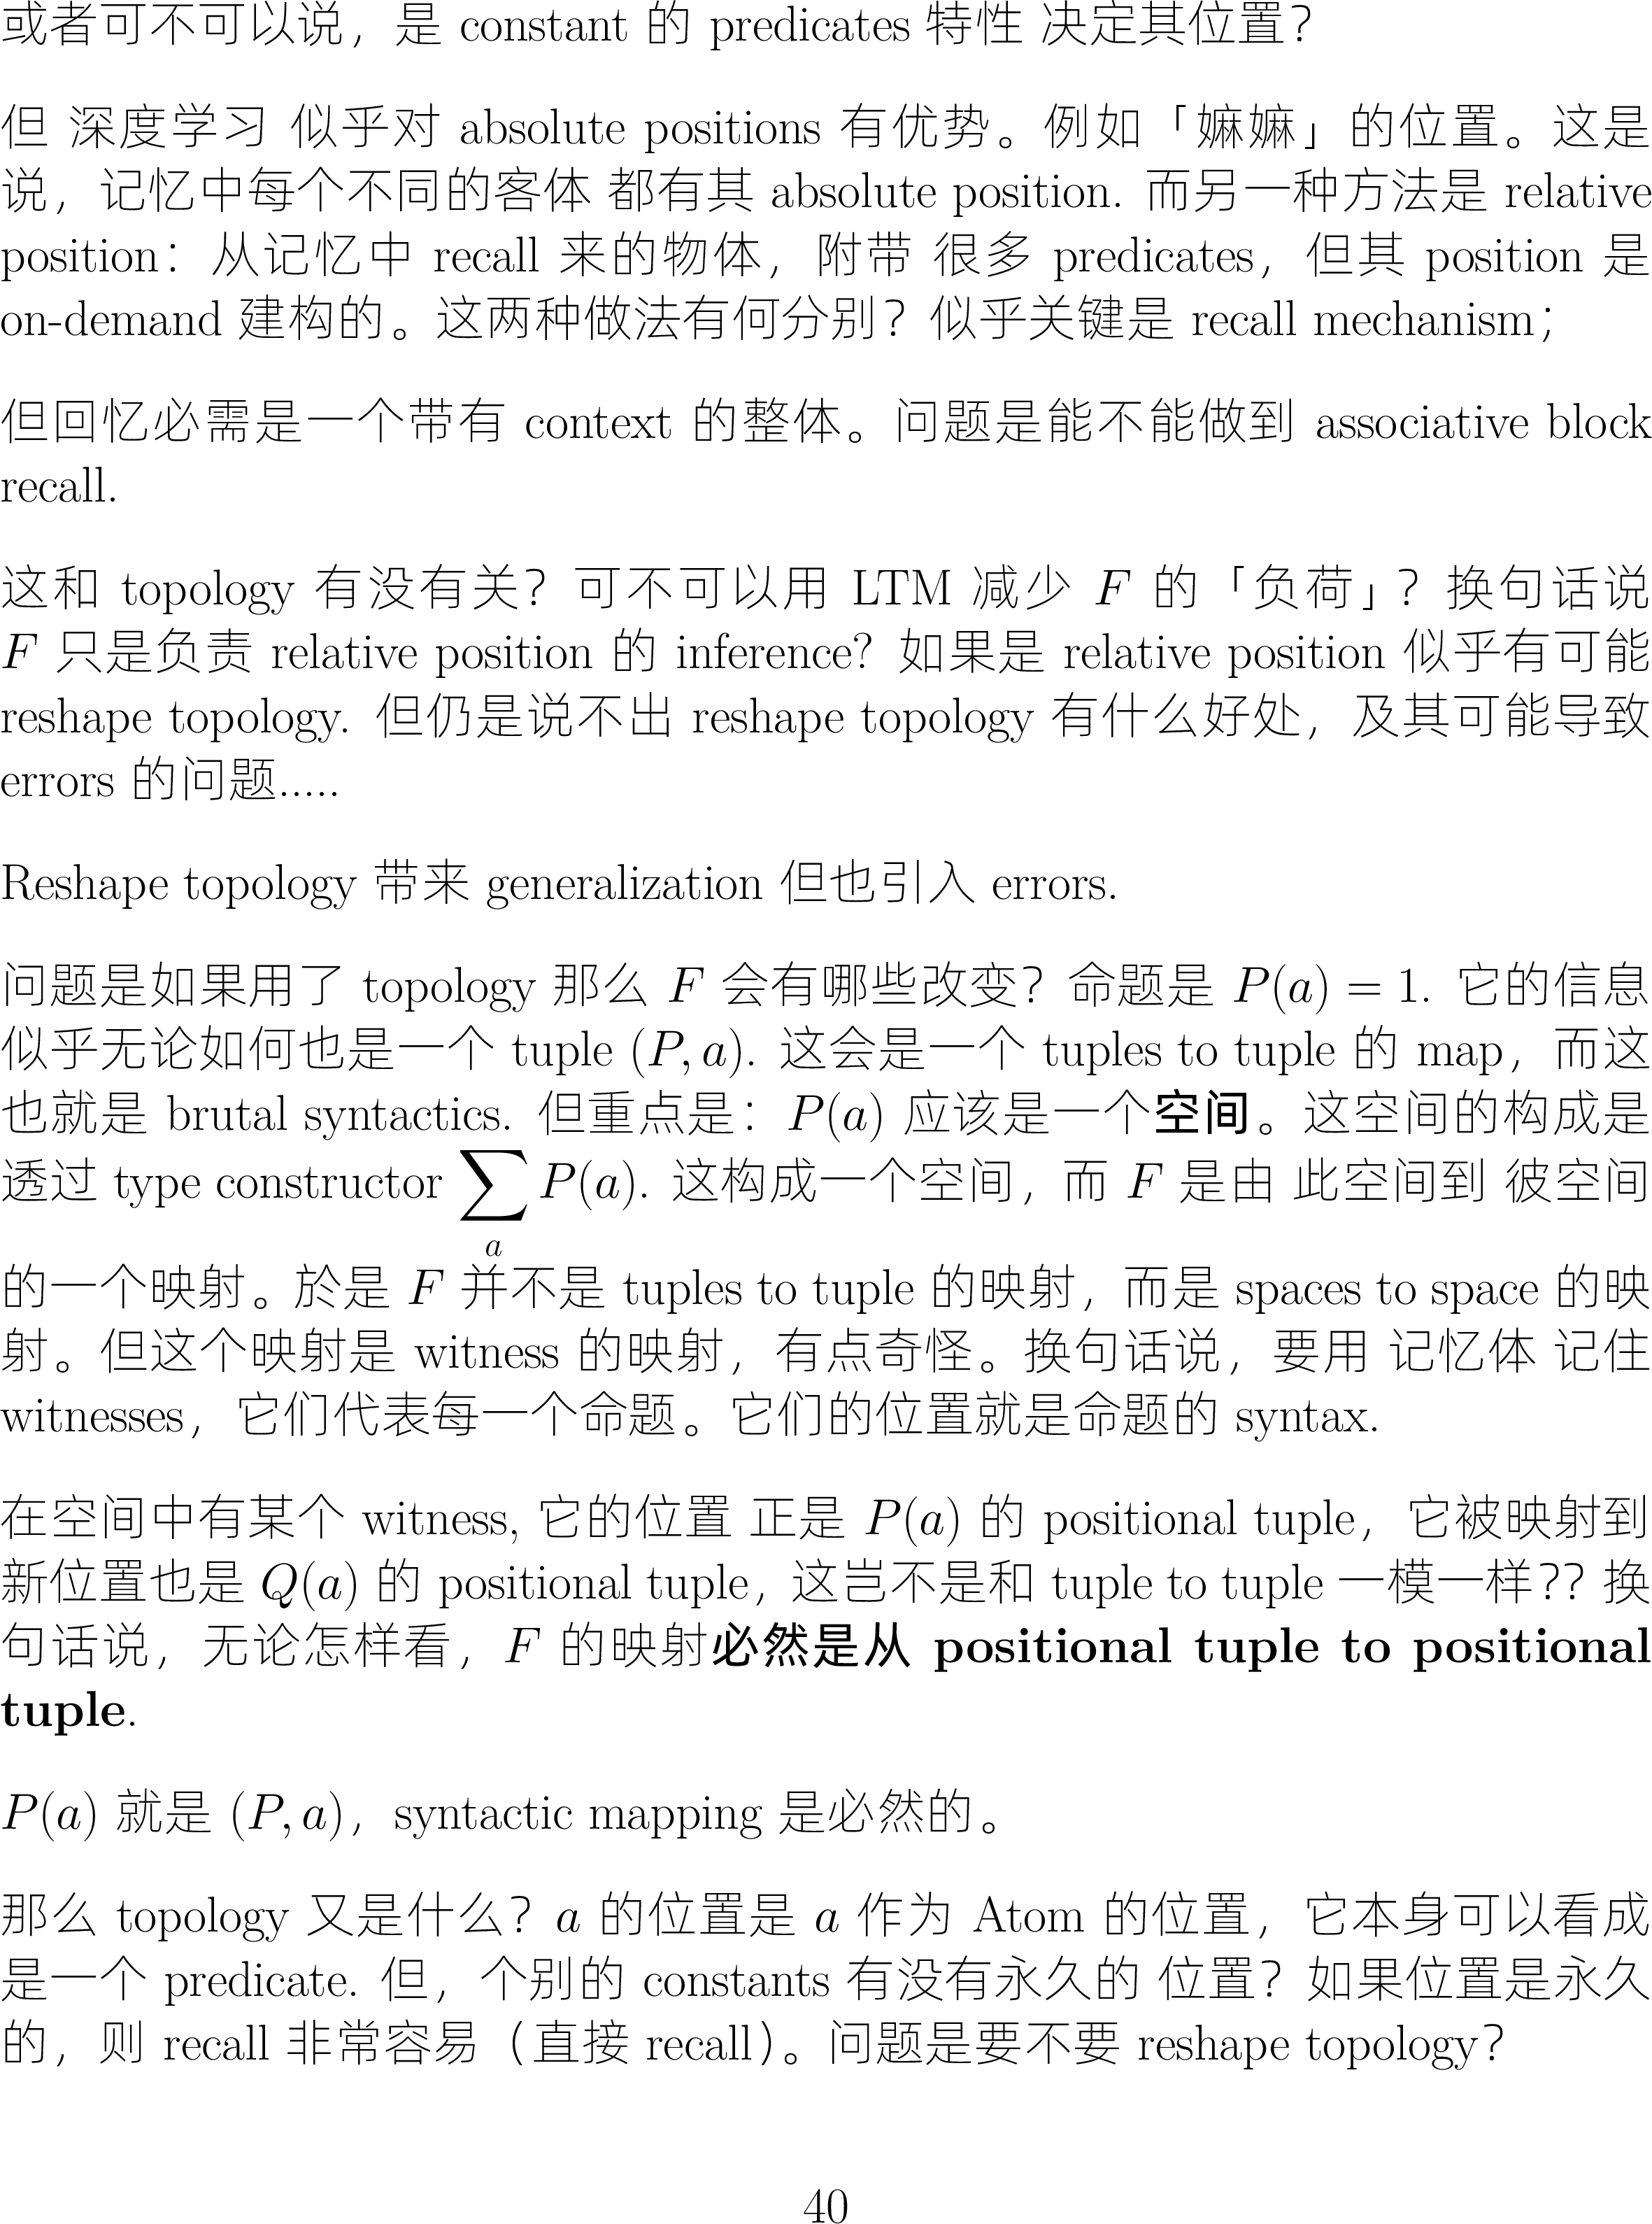 或者可不可以说，是 constant 的 predicates 特性 决定其位置？
但 深度学习 似乎对 absolute positions 有优势。例如「嫲嫲」的位置。这是
说，记忆中每个不同的客体 都有其 absolute position. 而另一种方法是 relative
position：从记忆中 recall 来的物体，附带 很多 predicates，但其 position 是
on-demand 建构的。这两种做法有何分别？似乎关键是 recall mechanism；
但回忆必需是一个带有 context 的整体。问题是能不能做到 associative block
recall.
这和 topology 有没有关？可不可以用 LTM 减少 F 的「负荷」？换句话说
F 只是负责 relative position 的 inference? 如果是 relative position 似乎有可能
reshape topology. 但仍是说不出 reshape topology 有什么好处，及其可能导致
errors 的问题.....
Reshape topology 带来 generalization 但也引入 errors.
问题是如果用了 topology 那么 F 会有哪些改变？命题是 P(a) = 1. 它的信息
似乎无论如何也是一个 tuple (P, a). 这会是一个 tuples to tuple 的 map，而这
也就是 brutal syntactics. 但重点是：P(a) 应该是一个空间。这空间的构成是
透过 type constructor ∑_a P(a). 这构成一个空间，而 F 是由 此空间到 彼空间
的一个映射。於是 F 并不是 tuples to tuple 的映射，而是 spaces to space 的映
射。但这个映射是 witness 的映射，有点奇怪。换句话说，要用 记忆体 记住
witnesses，它们代表每一个命题。它们的位置就是命题的 syntax.
在空间中有某个 witness, 它的位置 正是 P(a) 的 positional tuple，它被映射到
新位置也是 Q(a) 的 positional tuple，这岂不是和 tuple to tuple 一模一样？？换
句话说，无论怎样看，F 的映射必然是从 positional tuple to positional
tuple.
P(a) 就是 (P, a)，syntactic mapping 是必然的。
那么 topology 又是什么？a 的位置是 a 作为 Atom 的位置，它本身可以看成
是一个 predicate. 但，个别的 constants 有没有永久的 位置？如果位置是永久
的，则 recall 非常容易（直接 recall）。问题是要不要 reshape topology？
40